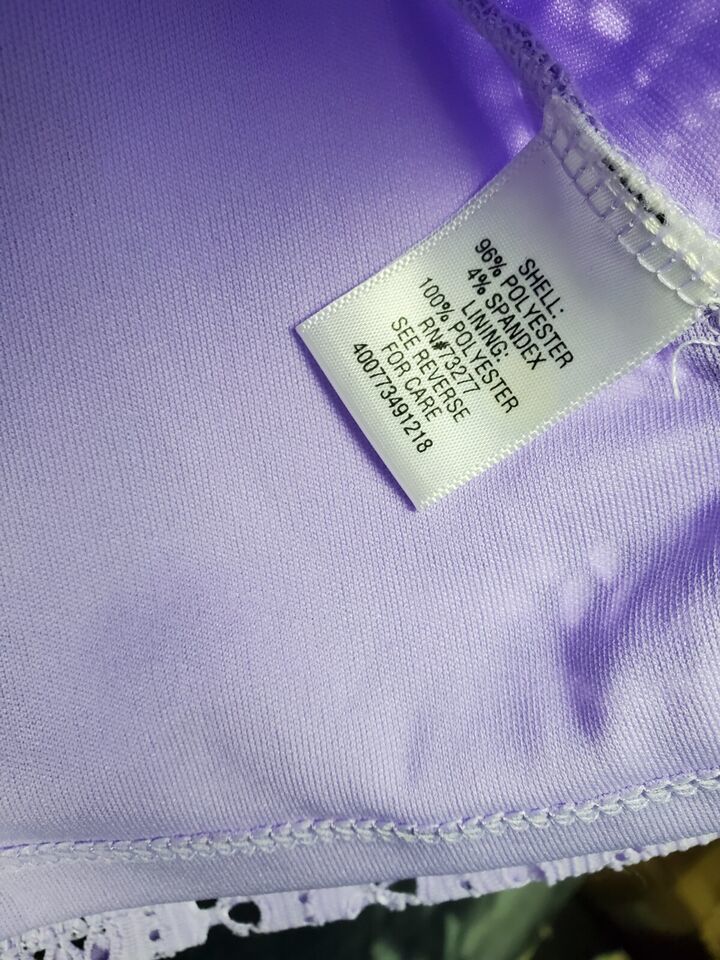 SHELL:
96% POLYESTER
4% SPANDEX
LINING:
100% POLYESTER
RN#73277
SEE REVERSE
FOR CARE
400773491218